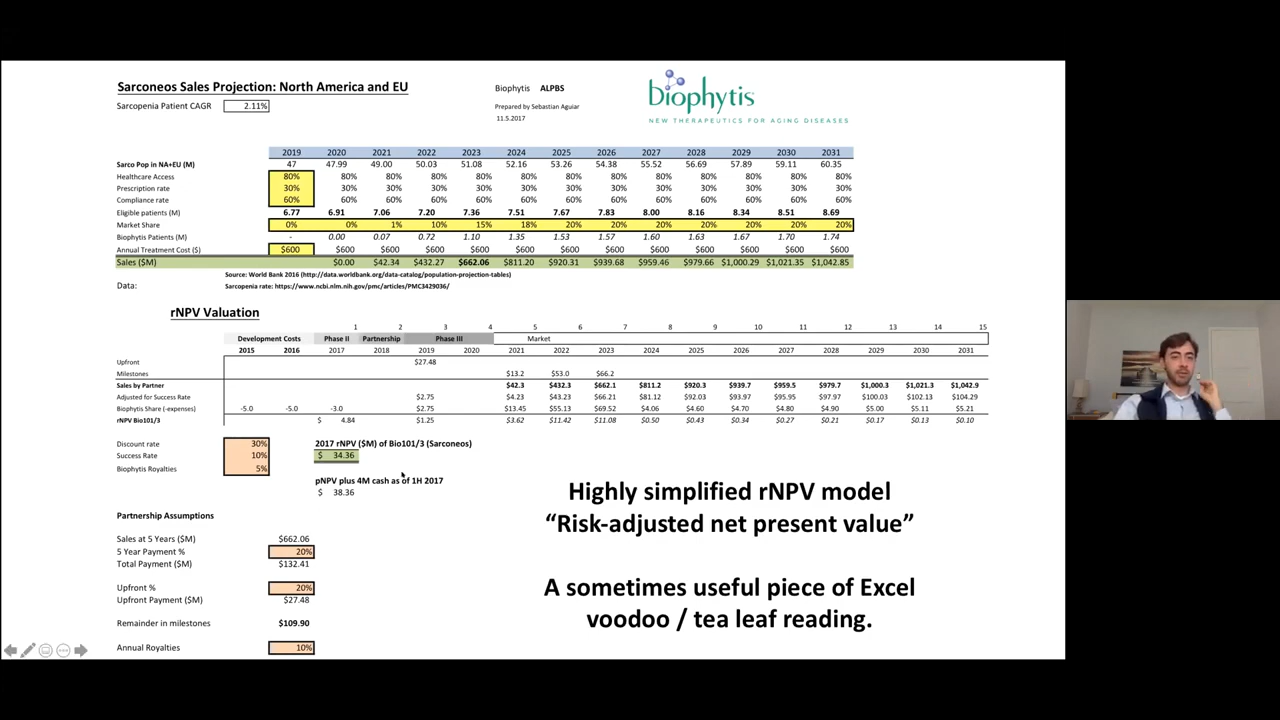 Sarconeos Sales Projection: North America and EU
Biophytis ALPBS
biophytis
Sarcopenia Patient CAGR 2.11%
Prepared by Sebastian Aguiar
NEW THERAPEUTICS FOR AGING DISEASES
11.5.2017
2019 2020 2021 2022 2023 2024 2025 2026 2027 2028 2029 2030 2031
Sarco Pop in NA+EU (M) 47 47.99 49.00 50.03 51.08 52.16 53.26 54.38 55.52 56.69 57.89 59.11 60.35
Healthcare Access 80% 80% 80% 80% 80% 80% 80% 80% 80% 80% 80% 80% 80%
Prescription rate 30% 30% 30% 30% 30% 30% 30% 30% 30% 30% 30% 30% 30%
Compliance rate 60% 60% 60% 60% 60% 60% 60% 60% 60% 60% 60% 60% 60%
Eligible patients (M) 6.77 6.91 7.06 7.20 7.36 7.51 7.67 7.83 8.00 8.16 8.34 8.51 8.69
Market Share 0% 0% 1% 10% 15% 18% 20% 20% 20% 20% 20% 20% 20%
Biophytis Patients (M) - 0.00 0.07 0.72 1.10 1.35 1.53 1.57 1.60 1.63 1.67 1.70 1.74
Annual Treatment Cost ($) $600 $600 $600 $600 $600 $600 $600 $600 $600 $600 $600 $600 $600
Sales ($M) $0.00 $42.34 $432.27 $662.06 $811.20 $920.31 $939.68 $959.46 $979.66 $1,000.29 $1,021.35 $1,042.85
Source: World Bank 2016 (http://data.worldbank.org/data-catalog/population-projection-tables)
Data: Sarcopenia rate: https://www.ncbi.nlm.nih.gov/pmc/articles/PMC3429036/
rNPV Valuation
1 2 3 4 5 6 7 8 9 10 11 12 13 14 15
Development Costs Phase II Partnership Phase III Market
2015 2016 2017 2018 2019 2020 2021 2022 2023 2024 2025 2026 2027 2028 2029 2030 2031
Upfront $27.48
Milestones $13.2 $53.0 $66.2
Sales by Partner $42.3 $432.3 $662.1 $811.2 $920.3 $939.7 $959.5 $979.7 $1,000.3 $1,021.3 $1,042.9
Adjusted for Success Rate $2.75 $4.23 $43.23 $66.21 $81.12 $92.03 $93.97 $95.95 $97.97 $100.03 $102.13 $104.29
Biophytis Share (-expenses) -5.0 -5.0 -3.0 $2.75 $13.45 $55.13 $69.52 $4.06 $4.60 $4.70 $4.80 $4.90 $5.00 $5.11 $5.21
rNPV Bio101/3 $ 4.84 $1.25 $3.62 $11.42 $11.08 $0.50 $0.43 $0.34 $0.27 $0.21 $0.17 $0.13 $0.10
Discount rate 30% 2017 rNPV ($M) of Bio101/3 (Sarconeos)
Success Rate 10% $ 34.36
Biophytis Royalties 5%
pNPV plus 4M cash as of 1H 2017
$ 38.36
Partnership Assumptions
Sales at 5 Years ($M) $662.06
5 Year Payment % 20%
Total Payment ($M) $132.41
Upfront % 20%
Upfront Payment ($M) $27.48
Remainder in milestones $109.90
Annual Royalties 10%
Highly simplified rNPV model
“Risk-adjusted net present value”
A sometimes useful piece of Excel
voodoo / tea leaf reading.